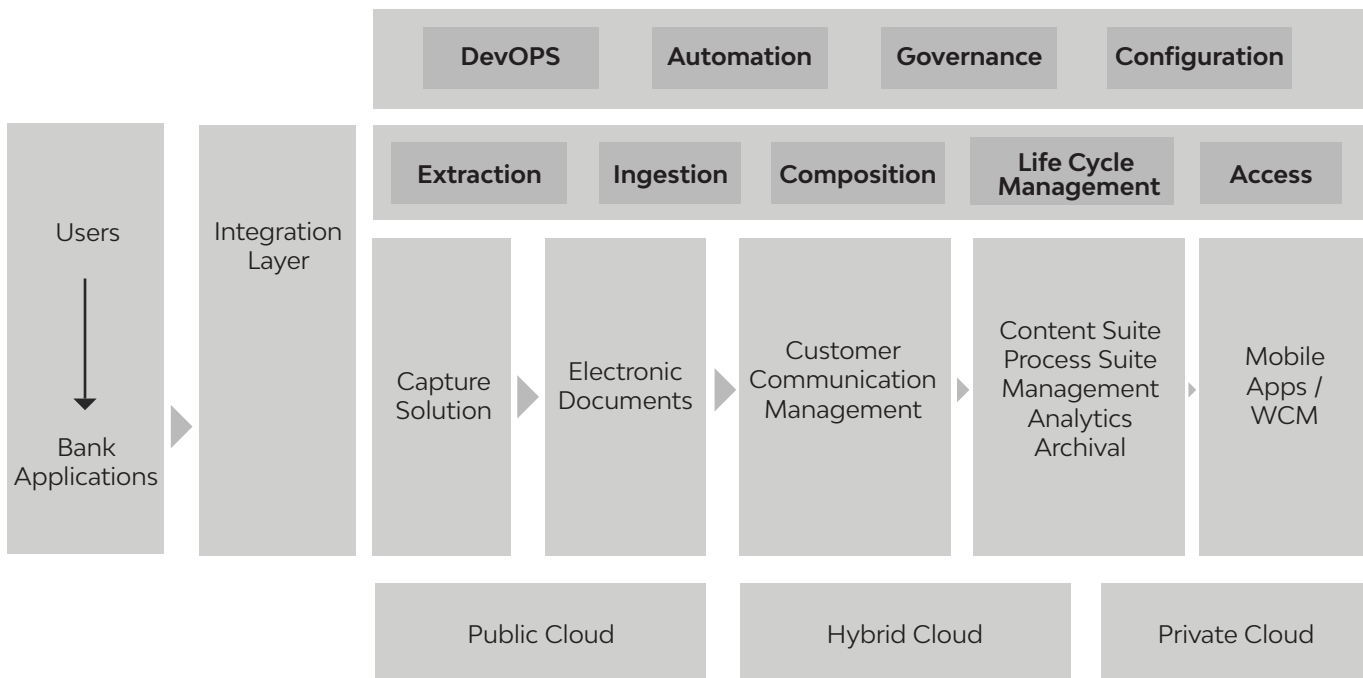 DevOPS
Automation
Governance
Configuration
Extraction
Ingestion
Composition
Life Cycle
Management
Access
Users
Bank
Applications
Integration
Layer
Capture
Solution
Electronic
Documents
Customer
Communication
Management
Content Suite
Process Suite
Management
Analytics
Archival
Mobile
Apps /
WCM
Public Cloud
Hybrid Cloud
Private Cloud